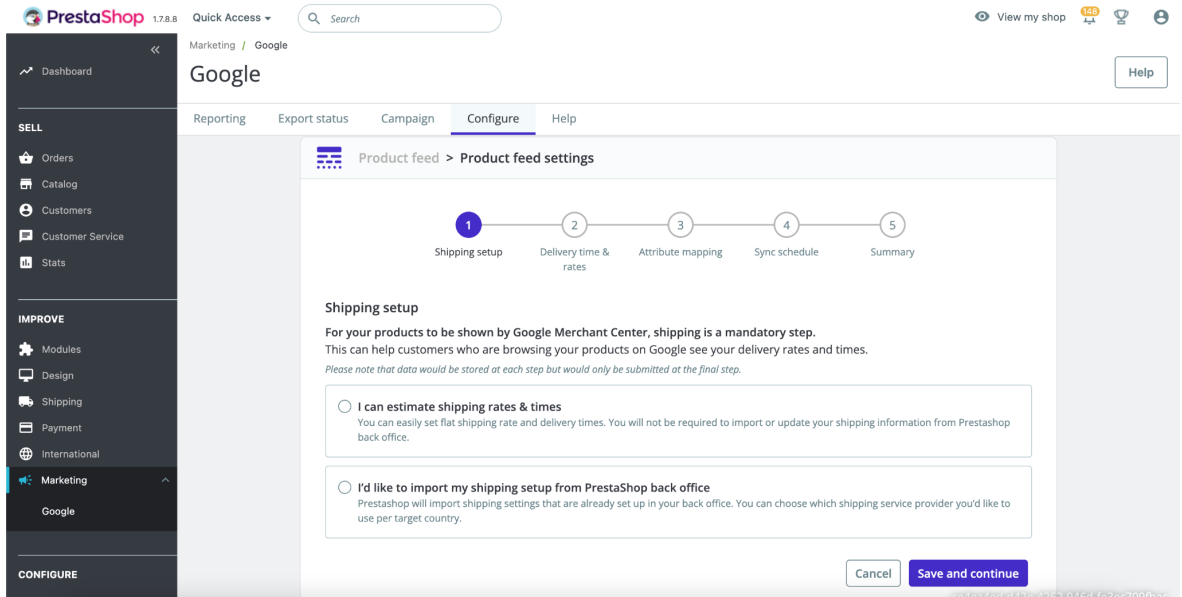 PrestaShop 1.7.8.8 Quick Access Search View my shop 148
Marketing / Google
Google
Help
Reporting Export status Campaign Configure Help
Dashboard
SELL
Orders
Catalog
Customers
Customer Service
Stats
IMPROVE
Modules
Design
Shipping
Payment
International
Marketing
Google
CONFIGURE
Product feed > Product feed settings
1 2 3 4 5
Shipping setup Delivery time & Attribute mapping Sync schedule Summary
rates
Shipping setup
For your products to be shown by Google Merchant Center, shipping is a mandatory step.
This can help customers who are browsing your products on Google see your delivery rates and times.
Please note that data would be stored at each step but would only be submitted at the final step.
I can estimate shipping rates & times
You can easily set flat shipping rate and delivery times. You will not be required to import or update your shipping information from Prestashop
back office.
I'd like to import my shipping setup from PrestaShop back office
Prestashop will import shipping settings that are already set up in your back office. You can choose which shipping service provider you'd like to
use per target country.
Cancel Save and continue